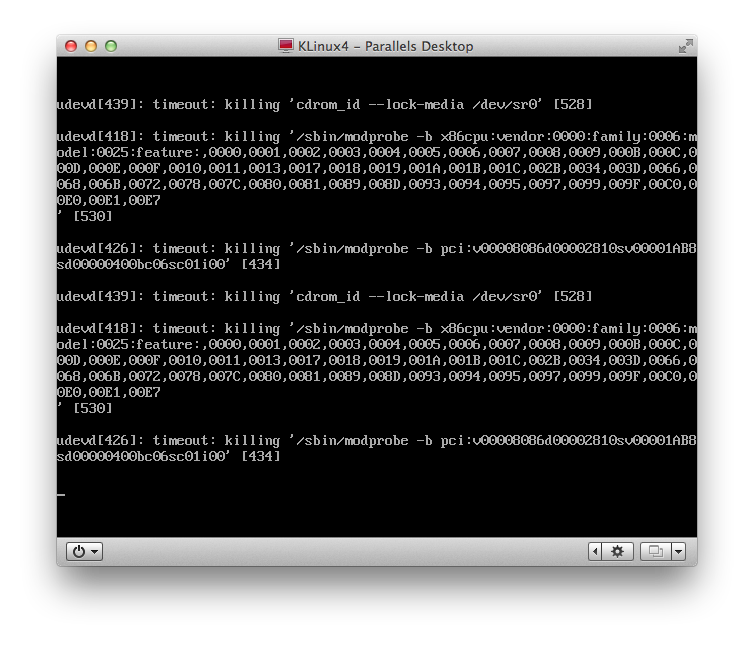 KLinux4 - Parallels Desktop
udevd[439]: timeout: killing 'cdrom_id --lock-media /dev/sr0' [528]
udevd[418]: timeout: killing '/sbin/modprobe -b x86cpu:vendor:0000:family:0006:m
odel:0025:feature:,0000,0001,0002,0003,0004,0005,0006,0007,0008,0009,000B,000C,0
00D,000E,000F,0010,0011,0013,0017,0018,0019,001A,001B,001C,002B,0034,003D,0066,0
068,006B,0072,0078,007C,0080,0081,0089,008D,0093,0094,0095,0097,0099,009F,00C0,0
0E0,00E1,00E7
' [530]
udevd[426]: timeout: killing '/sbin/modprobe -b pci:v00008086d00002810sv00001AB8
sd00000400bc06sc01i00' [434]
udevd[439]: timeout: killing 'cdrom_id --lock-media /dev/sr0' [528]
udevd[418]: timeout: killing '/sbin/modprobe -b x86cpu:vendor:0000:family:0006:m
odel:0025:feature:,0000,0001,0002,0003,0004,0005,0006,0007,0008,0009,000B,000C,0
00D,000E,000F,0010,0011,0013,0017,0018,0019,001A,001B,001C,002B,0034,003D,0066,0
068,006B,0072,0078,007C,0080,0081,0089,008D,0093,0094,0095,0097,0099,009F,00C0,0
0E0,00E1,00E7
' [530]
udevd[426]: timeout: killing '/sbin/modprobe -b pci:v00008086d00002810sv00001AB8
sd00000400bc06sc01i00' [434]